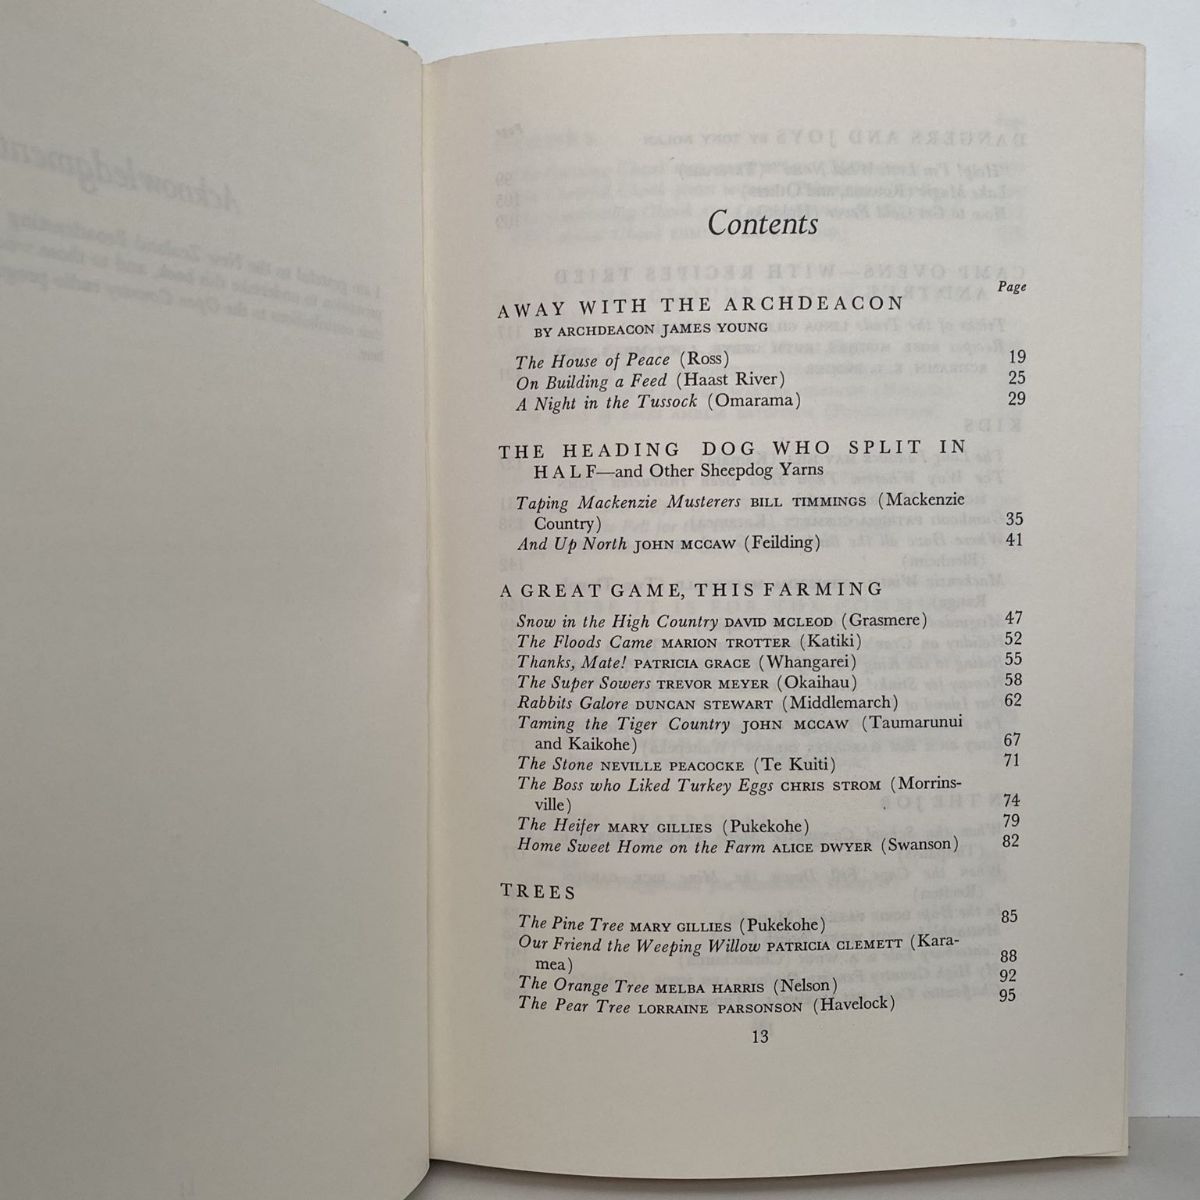 Contents
Page
AWAY WITH THE ARCHDEACON
BY ARCHDEACON JAMES YOUNG
The House of Peace (Ross) 19
On Building a Feed (Haast River) 25
A Night in the Tussock (Omarama) 29
THE HEADING DOG WHO SPLIT IN
HALF—and Other Sheepdog Yarns
Taping Mackenzie Musterers BILL TIMMINGS (Mackenzie
Country) 35
And Up North JOHN MCCAW (Feilding) 41
A GREAT GAME, THIS FARMING
Snow in the High Country DAVID MCLEOD (Grasmere) 47
The Floods Came MARION TROTTER (Katiki) 52
Thanks, Mate! PATRICIA GRACE (Whangarei) 55
The Super Sowers TREVOR MEYER (Okaihau) 58
Rabbits Galore DUNCAN STEWART (Middlemarch) 62
Taming the Tiger Country JOHN MCCAW (Taumarunui
and Kaikohe) 67
The Stone NEVILLE PEACOCKE (Te Kuiti) 71
The Boss who Liked Turkey Eggs CHRIS STROM (Morrins-
ville) 74
The Heifer MARY GILLIES (Pukekohe) 79
Home Sweet Home on the Farm ALICE DWYER (Swanson) 82
TREES
The Pine Tree MARY GILLIES (Pukekohe) 85
Our Friend the Weeping Willow PATRICIA CLEMETT (Kara-
mea) 88
The Orange Tree MELBA HARRIS (Nelson) 92
The Pear Tree LORRAINE PARSONSON (Havelock) 95
13